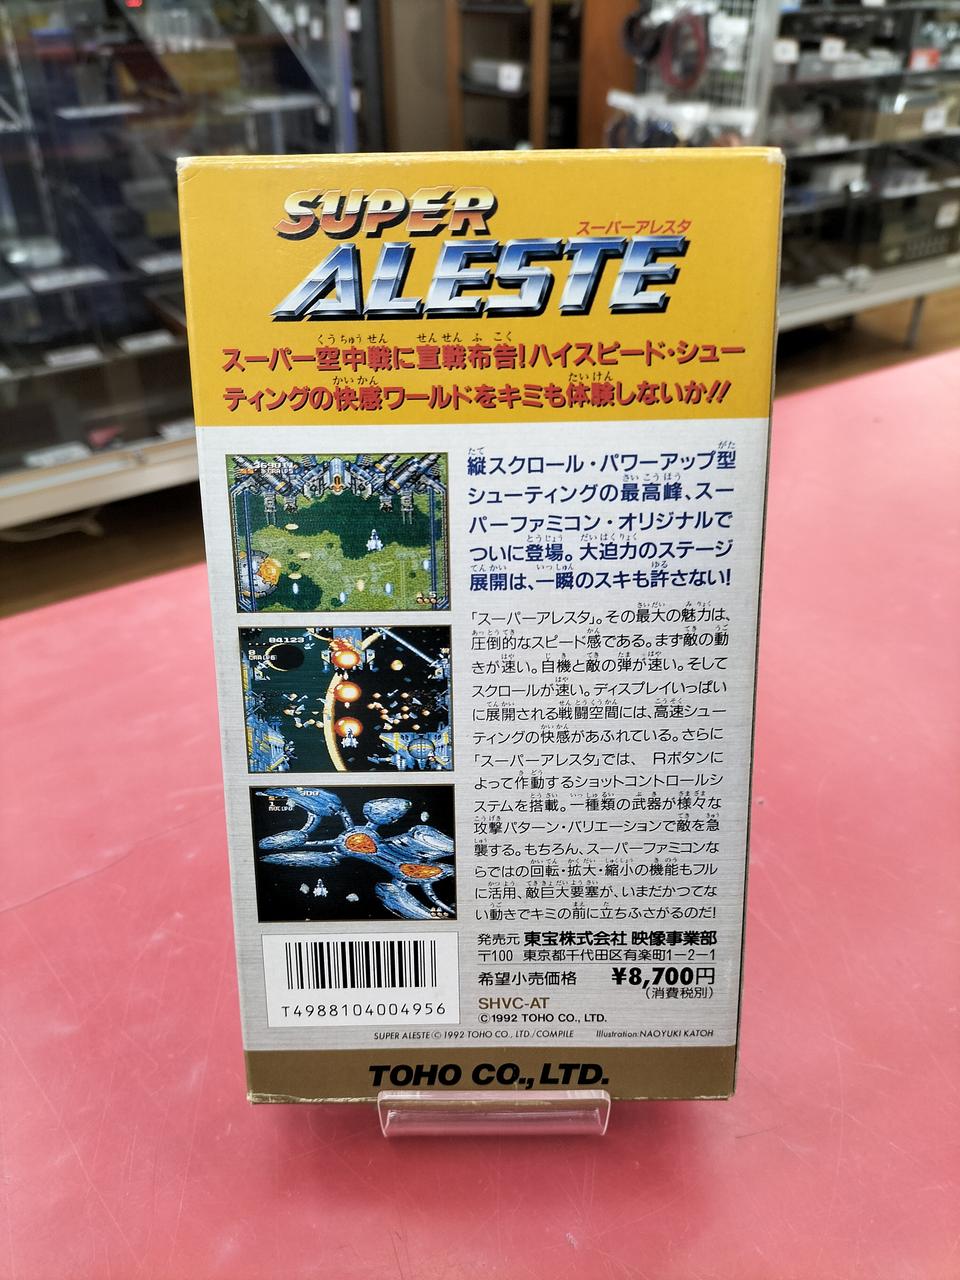 SUPER
ALESTE
スーパーアレスタ
スーパー空中戦に宣戦布告!ハイスピード・シュー
ティングの快感ワールドをキミも体験しないか!!
縦スクロール・パワーアップ型
シューティングの最高峰、スー
パーファミコン・オリジナルで
ついに登場。大迫力のステージ
展開は、一瞬のスキも許さない!
「スーパーアレスタ」。その最大の魅力は、
圧倒的なスピード感である。まず敵の動
きが速い。自機と敵の弾が速い。そして
スクロールが速い。ディスプレイいっぱい
に展開される戦闘空間には、高速シュー
ティングの快感があふれている。さらに
「スーパーアレスタ」では、Rボタンに
よって作動するショットコントロールシ
ステムを搭載。一種類の武器が様々な
攻撃パターン・バリエーションで敵を急
襲する。もちろん、スーパーファミコンな
らではの回転・拡大・縮小の機能もフル
に活用、敵巨大要塞が、いまだかつてな
い動きでキミの前に立ちふさがるのだ!
84123
発売元 東宝株式会社 映像事業部
〒100 東京都千代田区有楽町1-2-1
希望小売価格 ¥8,700円
(消費税別)
SHVC-AT
©1992 TOHO CO., LTD.
T4988104004956
SUPER ALESTE©1992 TOHO CO., LTD./COMPILE Illustration:NAOYUKI KATOH
TOHO CO., LTD.